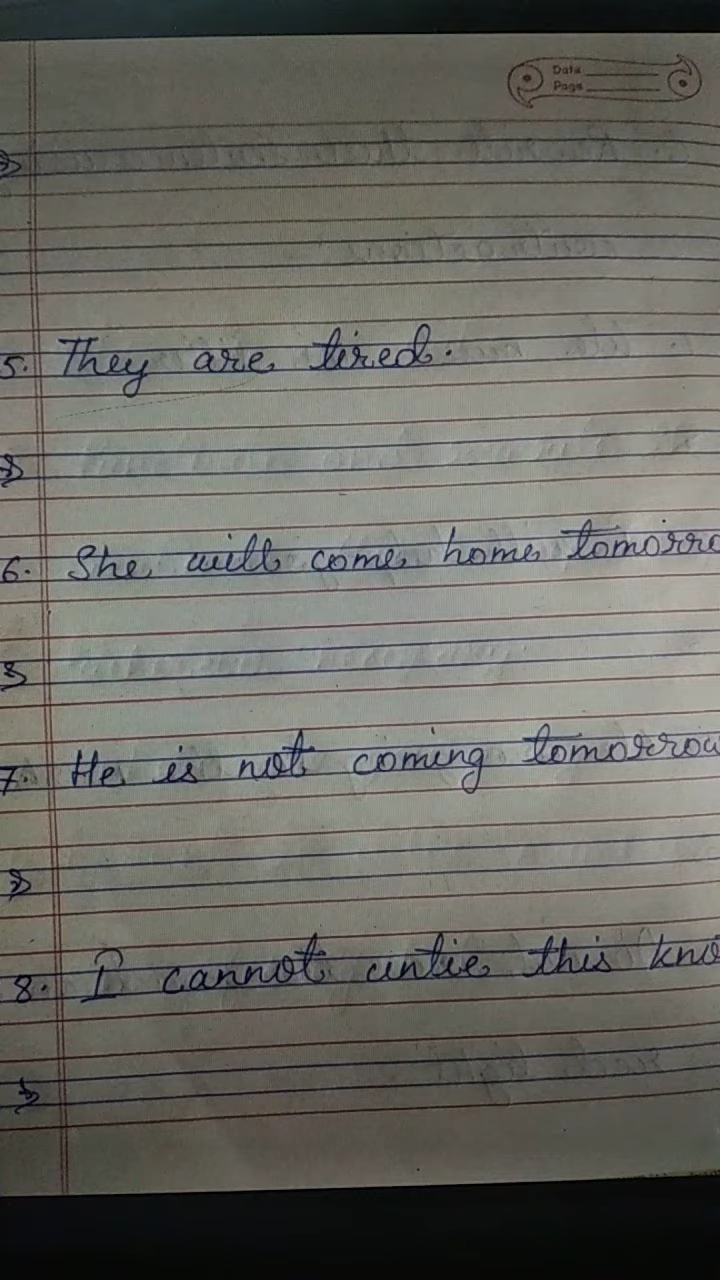 Date
Page
5. They are tired.
6. She will come home tomorro
7. He is not coming tomorrow
8. I cannot untie this kno